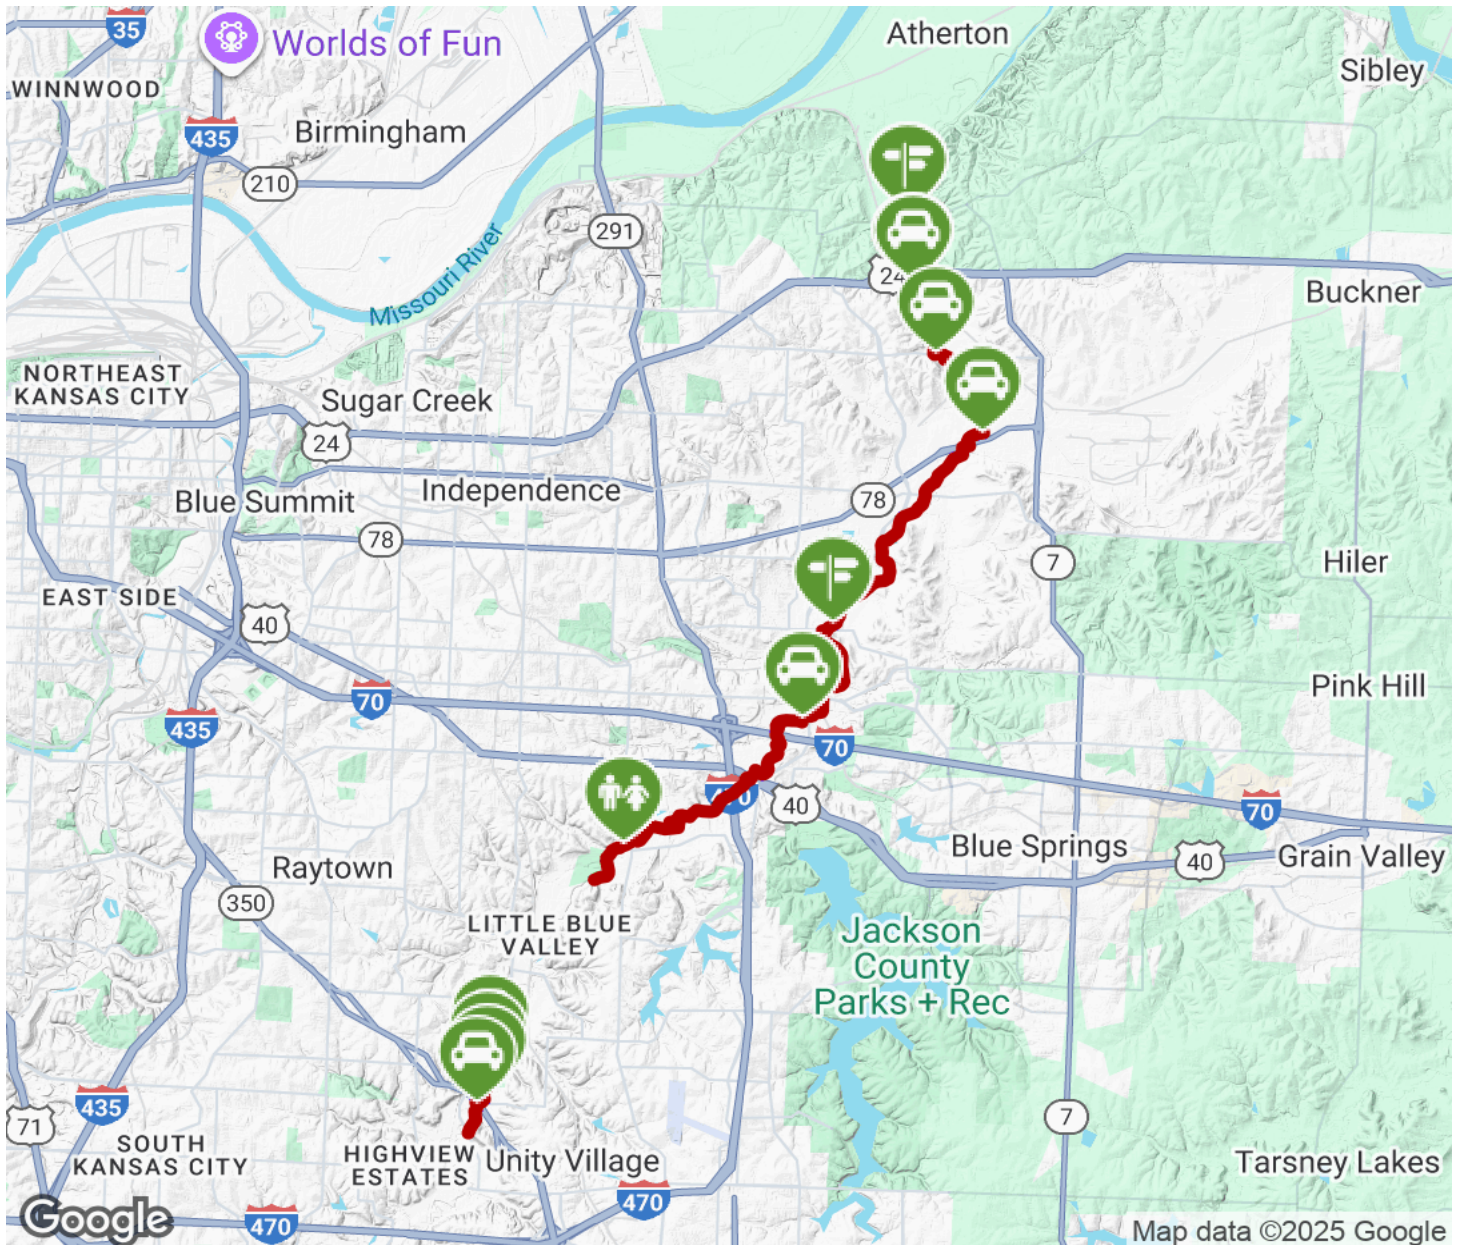 35
Worlds of Fun
WINNWOOD
435
Birmingham
210
Atherton
Sibley
291
Missouri River
24
Buckner
NORTHEAST
KANSAS CITY
Sugar Creek
24
Blue Summit
Independence
78
78
7
Hiler
EAST SIDE
40
70
435
Pink Hill
70
470
40
70
Blue Springs
40
Grain Valley
Raytown
350
LITTLE BLUE
VALLEY
Jackson
County
Parks + Rec
435
71
SOUTH
KANSAS CITY
HIGHVIEW
ESTATES
Unity Village
7
Tarsney Lakes
470
470
Google
Map data ©2025 Google